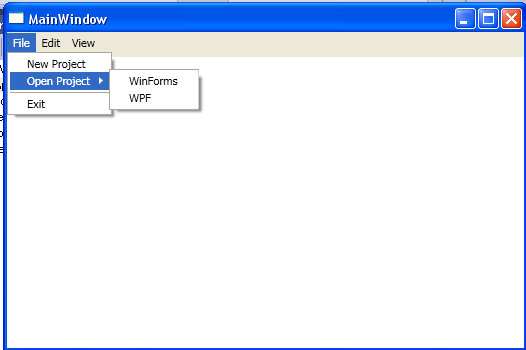 MainWindow
File Edit View
New Project
Open Project
WinForms
WPF
Exit